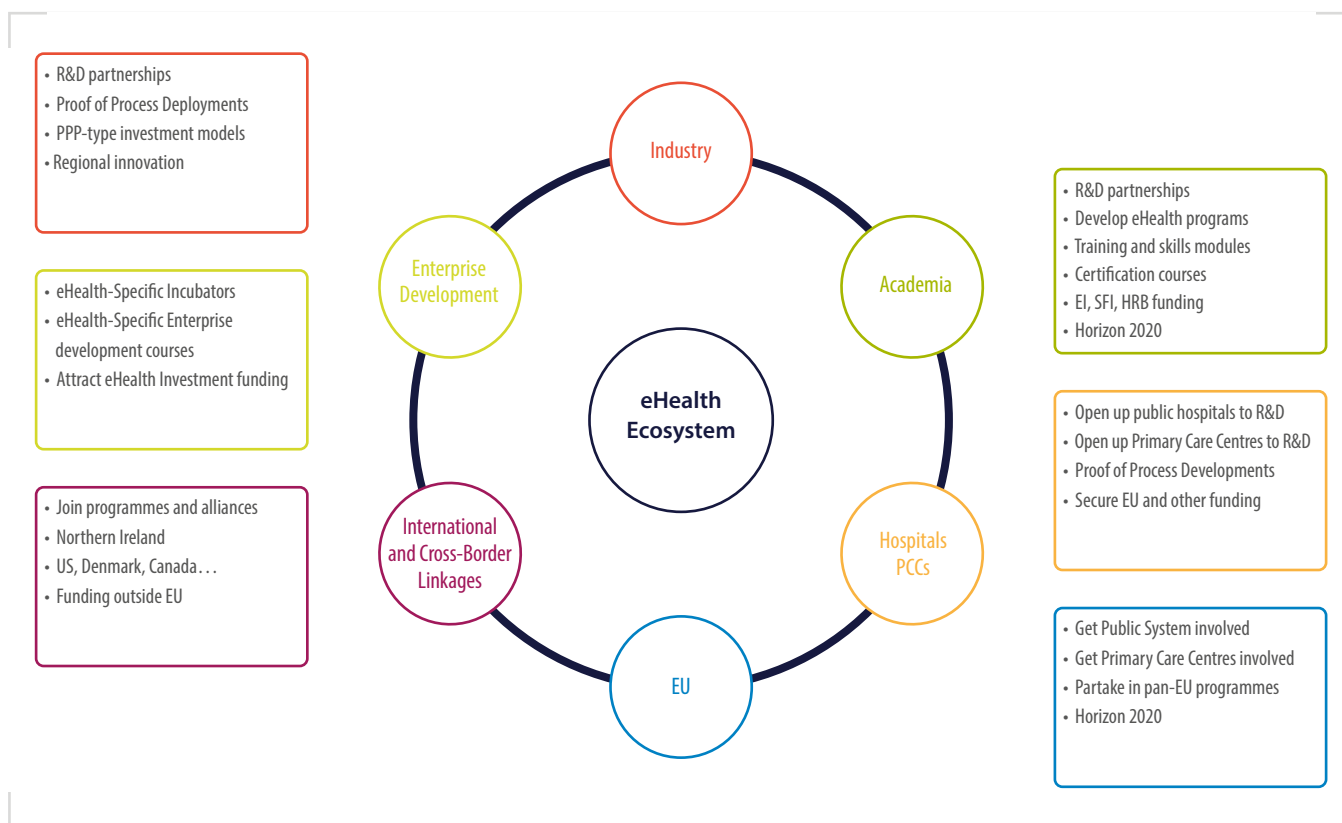 • R&D partnerships
• Proof of Process Deployments
• PPP-type investment models
• Regional innovation
• eHealth-Specific Incubators
• eHealth-Specific Enterprise
development courses
• Attract eHealth Investment funding
• Join programmes and alliances
• Northern Ireland
• US, Denmark, Canada…
• Funding outside EU
Industry
Enterprise
Development
Academia
eHealth
Ecosystem
International
and Cross-Border
Linkages
Hospitals
PCCs
EU
• R&D partnerships
• Develop eHealth programs
• Training and skills modules
• Certification courses
• EI, SFI, HRB funding
• Horizon 2020
• Open up public hospitals to R&D
• Open up Primary Care Centres to R&D
• Proof of Process Developments
• Secure EU and other funding
• Get Public System involved
• Get Primary Care Centres involved
• Partake in pan-EU programmes
• Horizon 2020